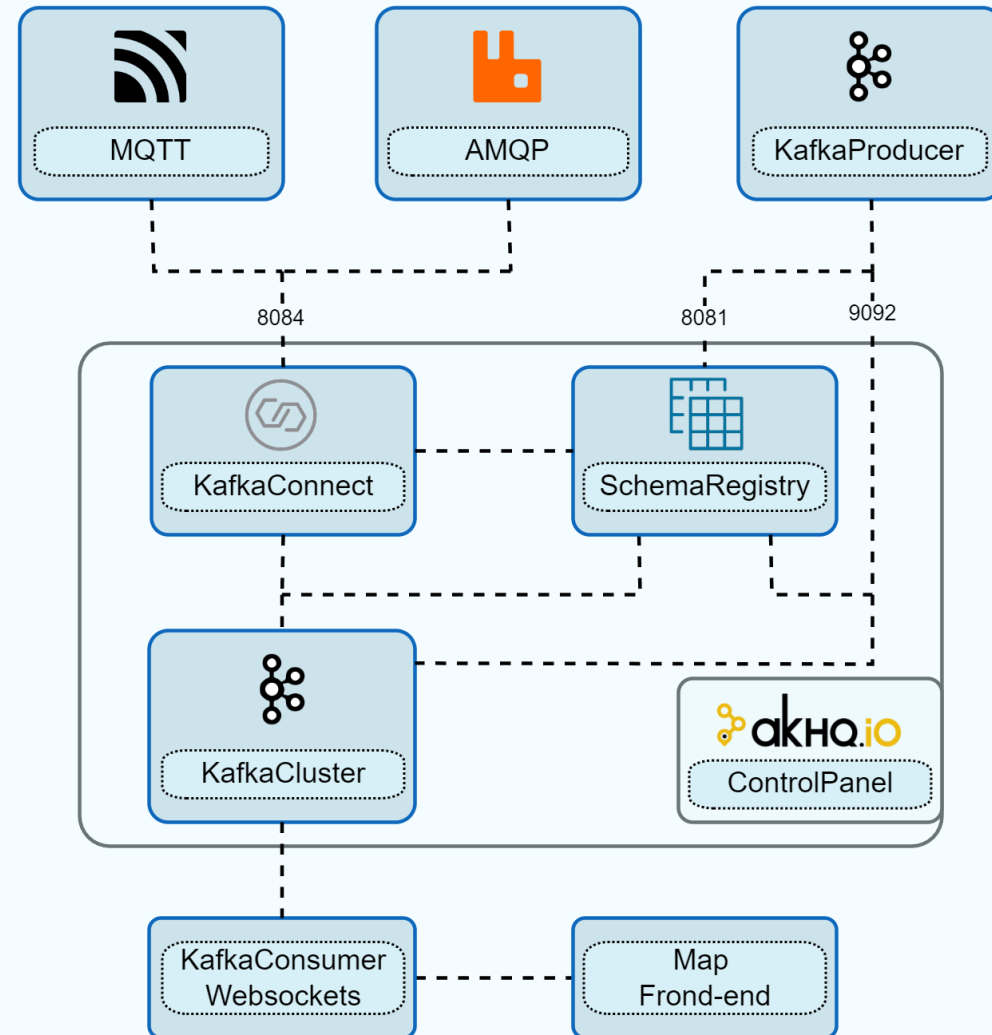 MQTT
AMQP
KafkaProducer
8084
8081
9092
KafkaConnect
SchemaRegistry
KafkaCluster
akHQ.iO
ControlPanel
KafkaConsumer
Websockets
Map
Frond-end